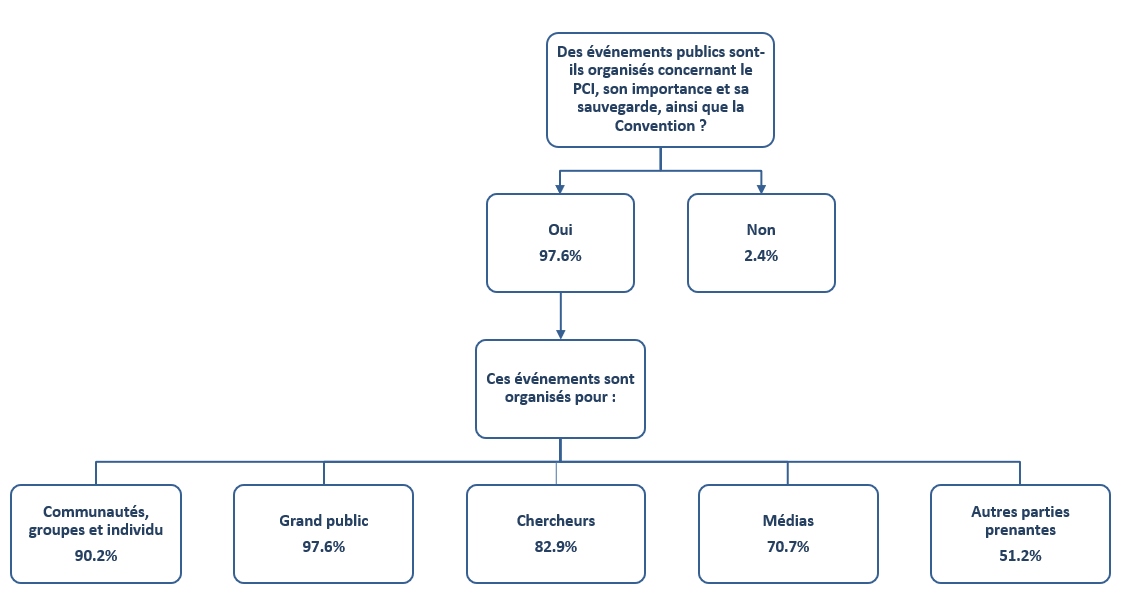 Des événements publics sont-
ils organisés concernant le
PCI, son importance et sa
sauvegarde, ainsi que la
Convention ?
Oui
97.6%
Non
2.4%
Ces événements sont
organisés pour :
Communautés,
groupes et individu
90.2%
Grand public
97.6%
Chercheurs
82.9%
Médias
70.7%
Autres parties
prenantes
51.2%